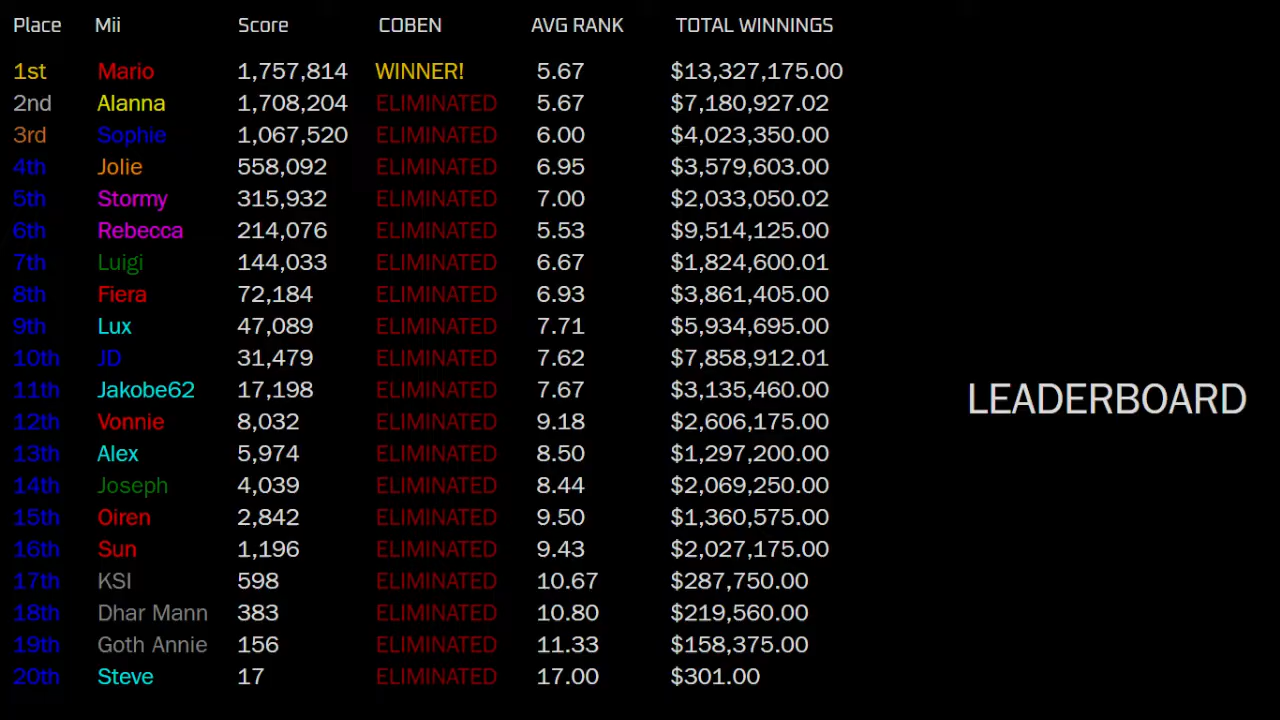 Place Mii Score COBEN AVG RANK TOTAL WINNINGS
1st Mario 1,757,814 WINNER! 5.67 $13,327,175.00
2nd Alanna 1,708,204 ELIMINATED 5.67 $7,180,927.02
3rd Sophie 1,067,520 ELIMINATED 6.00 $4,023,350.00
4th Jolie 558,092 ELIMINATED 6.95 $3,579,603.00
5th Stormy 315,932 ELIMINATED 7.00 $2,033,050.02
6th Rebecca 214,076 ELIMINATED 5.53 $9,514,125.00
7th Luigi 144,033 ELIMINATED 6.67 $1,824,600.01
8th Fiera 72,184 ELIMINATED 6.93 $3,861,405.00
9th Lux 47,089 ELIMINATED 7.71 $5,934,695.00
10th JD 31,479 ELIMINATED 7.62 $7,858,912.01
11th Jakobe62 17,198 ELIMINATED 7.67 $3,135,460.00
LEADERBOARD
12th Vonnie 8,032 ELIMINATED 9.18 $2,606,175.00
13th Alex 5,974 ELIMINATED 8.50 $1,297,200.00
14th Joseph 4,039 ELIMINATED 8.44 $2,069,250.00
15th Oiren 2,842 ELIMINATED 9.50 $1,360,575.00
16th Sun 1,196 ELIMINATED 9.43 $2,027,175.00
17th KSI 598 ELIMINATED 10.67 $287,750.00
18th Dhar Mann 383 ELIMINATED 10.80 $219,560.00
19th Goth Annie 156 ELIMINATED 11.33 $158,375.00
20th Steve 17 ELIMINATED 17.00 $301.00